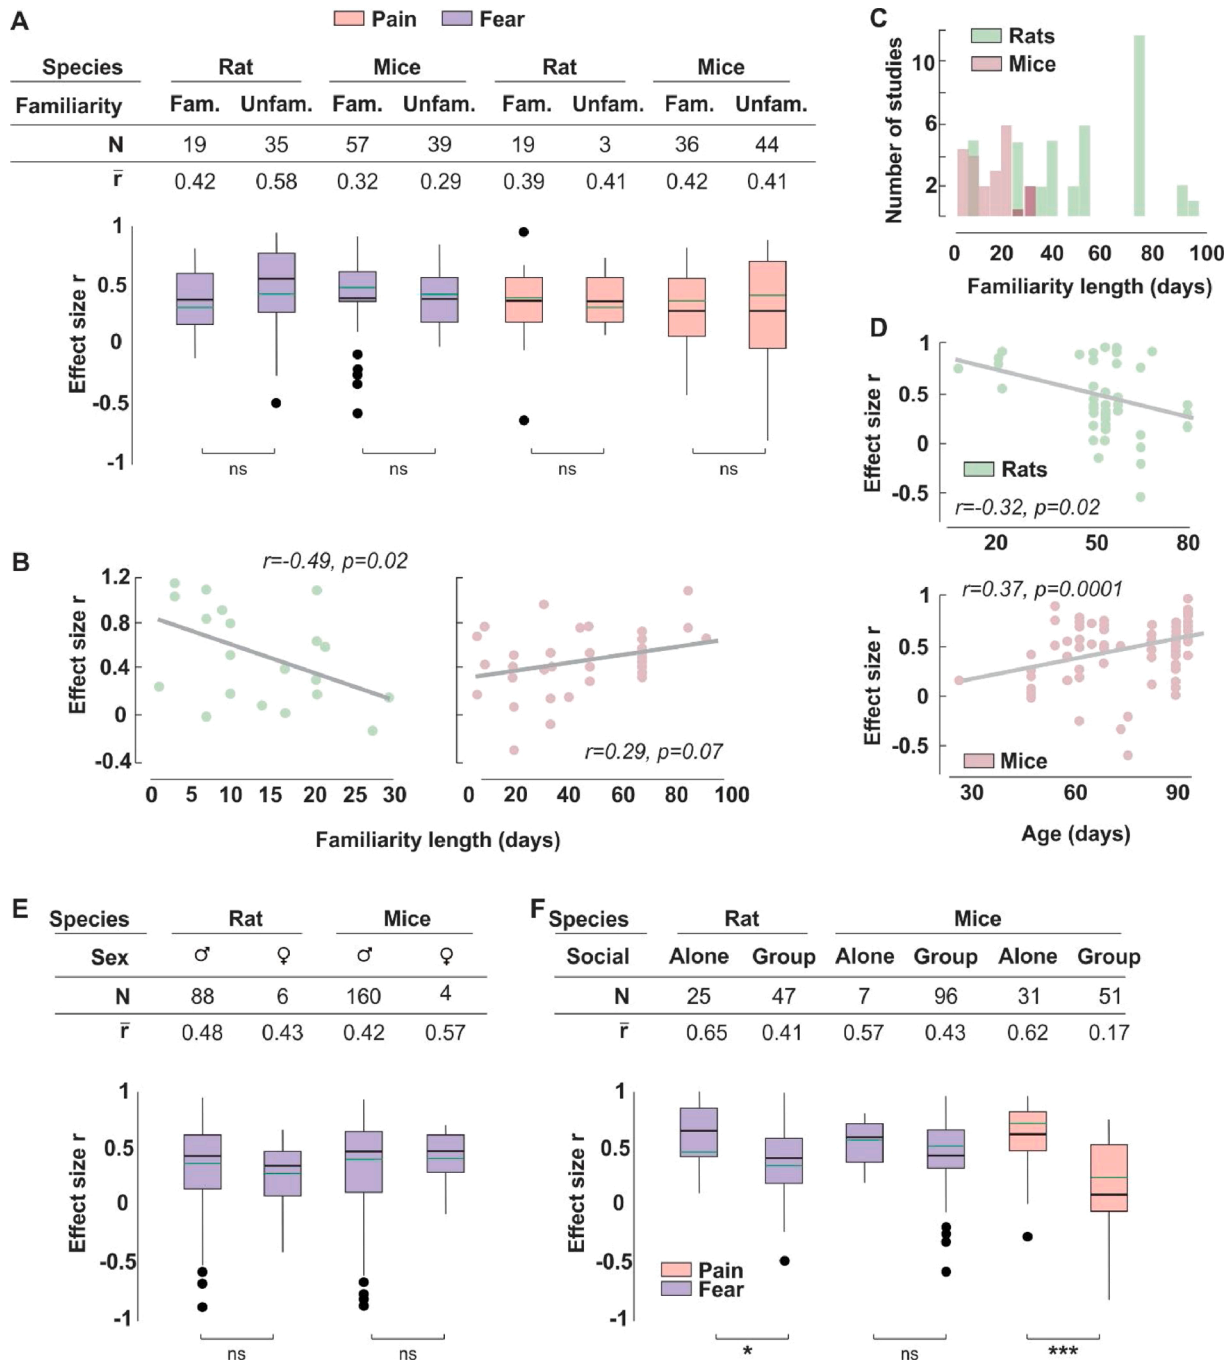 A
Pain Fear
Species Rat Mice Rat Mice
Familiarity Fam. Unfam. Fam. Unfam. Fam. Unfam. Fam. Unfam.
N 19 35 57 39 19 3 36 44
r̅ 0.42 0.58 0.32 0.29 0.39 0.41 0.42 0.41
Effect size r
1
0.5
0
-0.5
-1
ns ns ns ns
B
r=-0.49, p=0.02
Effect size r
1.2
0.8
0.4
0
-0.4
r=0.29, p=0.07
0 5 10 15 20 25 30 0 20 40 60 80 100
Familiarity length (days)
C
Rats
Mice
Number of studies
10
6
2
0 20 40 60 80 100
Familiarity length (days)
D
Effect size r
1
0.5
0
-0.5
Rats
r=-0.32, p=0.02
20 50 80
r=0.37, p=0.0001
Effect size r
1
0.5
0
-0.5
Mice
30 60 90
Age (days)
E
Species Rat Mice
Sex ♂ ♀ ♂ ♀
N 88 6 160 4
r̅ 0.48 0.43 0.42 0.57
Effect size r
1
0.5
0
-0.5
-1
ns ns
F
Species Rat Mice
Social Alone Group Alone Group Alone Group
N 25 47 7 96 31 51
r̅ 0.65 0.41 0.57 0.43 0.62 0.17
Effect size r
1
0.5
0
-0.5
-1
Pain
Fear
* ns ***